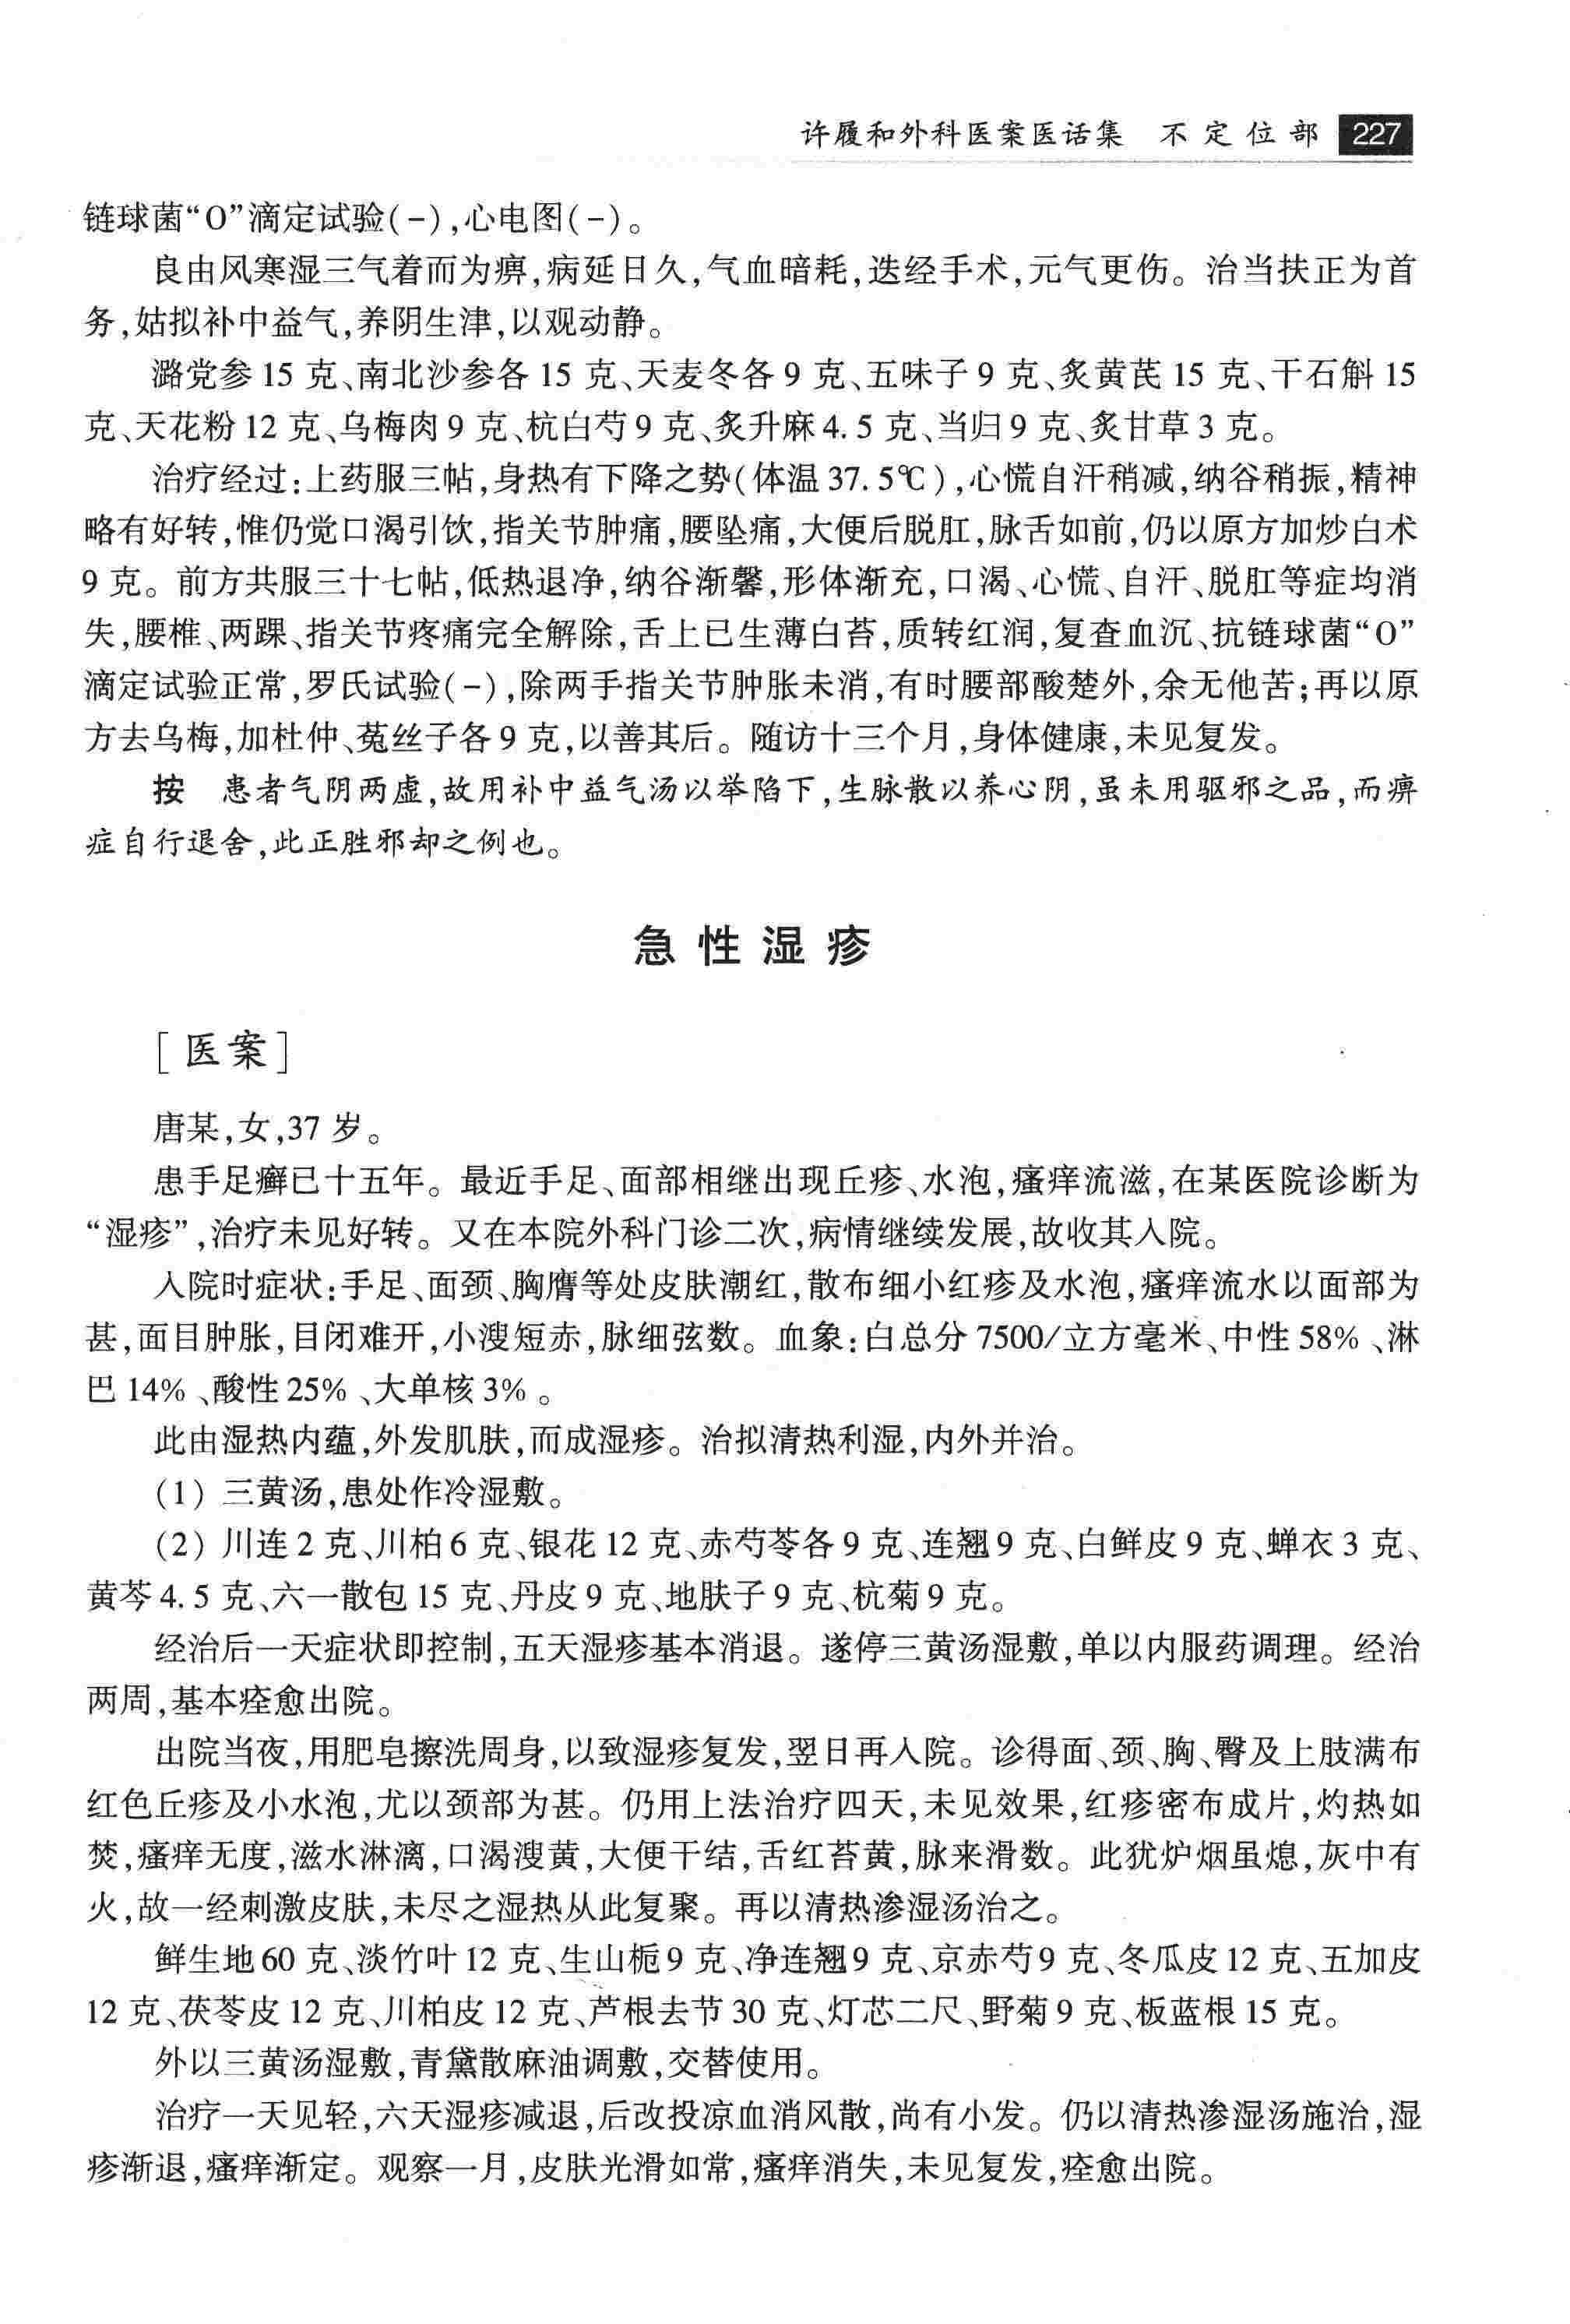 许履和外科医案医话集 不定位部 227
链球菌“O”滴定试验(-),心电图(-)。
良由风寒湿三气着而为痹,病延日久,气血暗耗,迭经手术,元气更伤。治当扶正为首
务,姑拟补中益气,养阴生津,以观动静。
潞党参15克、南北沙参各15克、天麦冬各9克、五味子9克、炙黄芪15克、干石斛15
克、天花粉12克、乌梅肉9克、杭白芍9克、炙升麻4.5克、当归9克、炙甘草3克。
治疗经过:上药服三帖,身热有下降之势(体温37.5℃),心慌自汗稍减,纳谷稍振,精神
略有好转,惟仍觉口渴引饮,指关节肿痛,腰坠痛,大便后脱肛,脉舌如前,仍以原方加炒白术
9克。前方共服三十七帖,低热退净,纳谷渐馨,形体渐充,口渴、心慌、自汗、脱肛等症均消
失,腰椎、两踝、指关节疼痛完全解除,舌上已生薄白苔,质转红润,复查血沉、抗链球菌“O”
滴定试验正常,罗氏试验(-),除两手指关节肿胀未消,有时腰部酸楚外,余无他苦;再以原
方去乌梅,加杜仲、菟丝子各9克,以善其后。随访十三个月,身体健康,未见复发。
按 患者气阴两虚,故用补中益气汤以举陷下,生脉散以养心阴,虽未用驱邪之品,而痹
症自行退舍,此正胜邪却之例也。
急性湿疹
[医案]
唐某,女,37岁。
患手足癣已十五年。最近手足、面部相继出现丘疹、水泡,瘙痒流滋,在某医院诊断为
“湿疹”,治疗未见好转。又在本院外科门诊二次,病情继续发展,故收其入院。
入院时症状:手足、面颈、胸膺等处皮肤潮红,散布细小红疹及水泡,瘙痒流水以面部为
甚,面目肿胀,目闭难开,小溲短赤,脉细弦数。血象:白总分7500/立方毫米、中性58%、淋
巴14%、酸性25%、大单核3%。
此由湿热内蕴,外发肌肤,而成湿疹。治拟清热利湿,内外并治。
(1) 三黄汤,患处作冷湿敷。
(2) 川连2克、川柏6克、银花12克、赤芍苓各9克、连翘9克、白鲜皮9克、蝉衣3克、
黄芩4.5克、六一散包15克、丹皮9克、地肤子9克、杭菊9克。
经治后一天症状即控制,五天湿疹基本消退。遂停三黄汤湿敷,单以内服药调理。经治
两周,基本痊愈出院。
出院当夜,用肥皂擦洗周身,以致湿疹复发,翌日再入院。诊得面、颈、胸、臀及上肢满布
红色丘疹及小水泡,尤以颈部为甚。仍用上法治疗四天,未见效果,红疹密布成片,灼热如
焚,瘙痒无度,滋水淋漓,口渴溲黄,大便干结,舌红苔黄,脉来滑数。此犹炉烟虽熄,灰中有
火,故一经刺激皮肤,未尽之湿热从此复聚。再以清热渗湿汤治之。
鲜生地60克、淡竹叶12克、生山栀9克、净连翘9克、京赤芍9克、冬瓜皮12克、五加皮
12克、茯苓皮12克、川柏皮12克、芦根去节30克、灯芯二尺、野菊9克、板蓝根15克。
外以三黄汤湿敷,青黛散麻油调敷,交替使用。
治疗一天见轻,六天湿疹减退,后改投凉血消风散,尚有小发。仍以清热渗湿汤施治,湿
疹渐退,瘙痒渐定。观察一月,皮肤光滑如常,瘙痒消失,未见复发,痊愈出院。